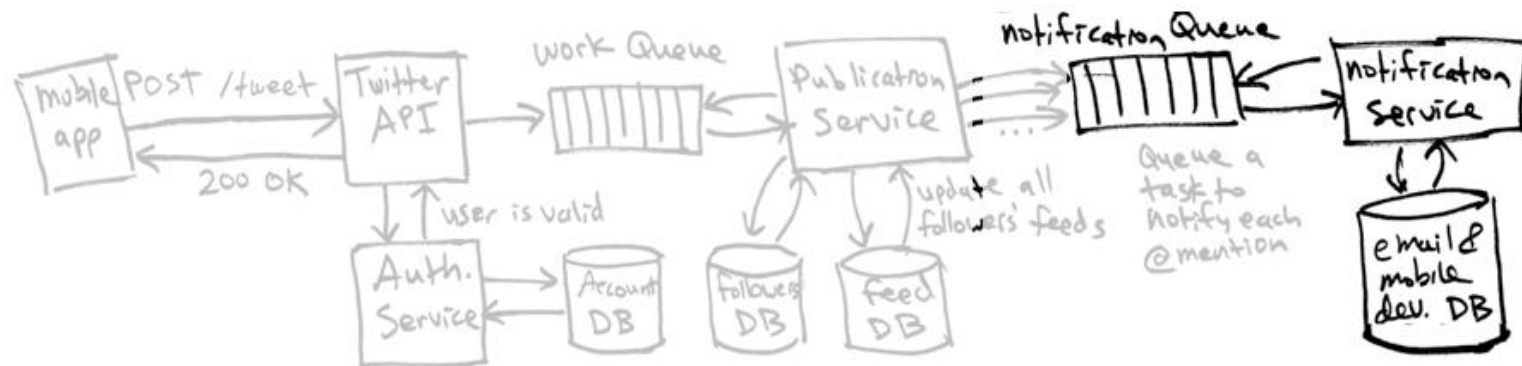 mobile
app
POST /tweet
200 OK
Twitter
API
user is valid
Auth.
Service
Account
DB
work Queue
Publication
Service
followers
DB
feed
DB
update all
followers' feeds
notification Queue
...
Queue a
task to
notify each
@mention
notification
Service
email &
mobile
dev. DB